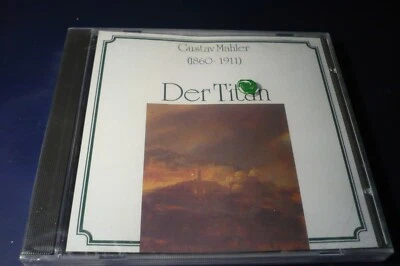 Gustav Mahler
(1860-1911)
Der Titan